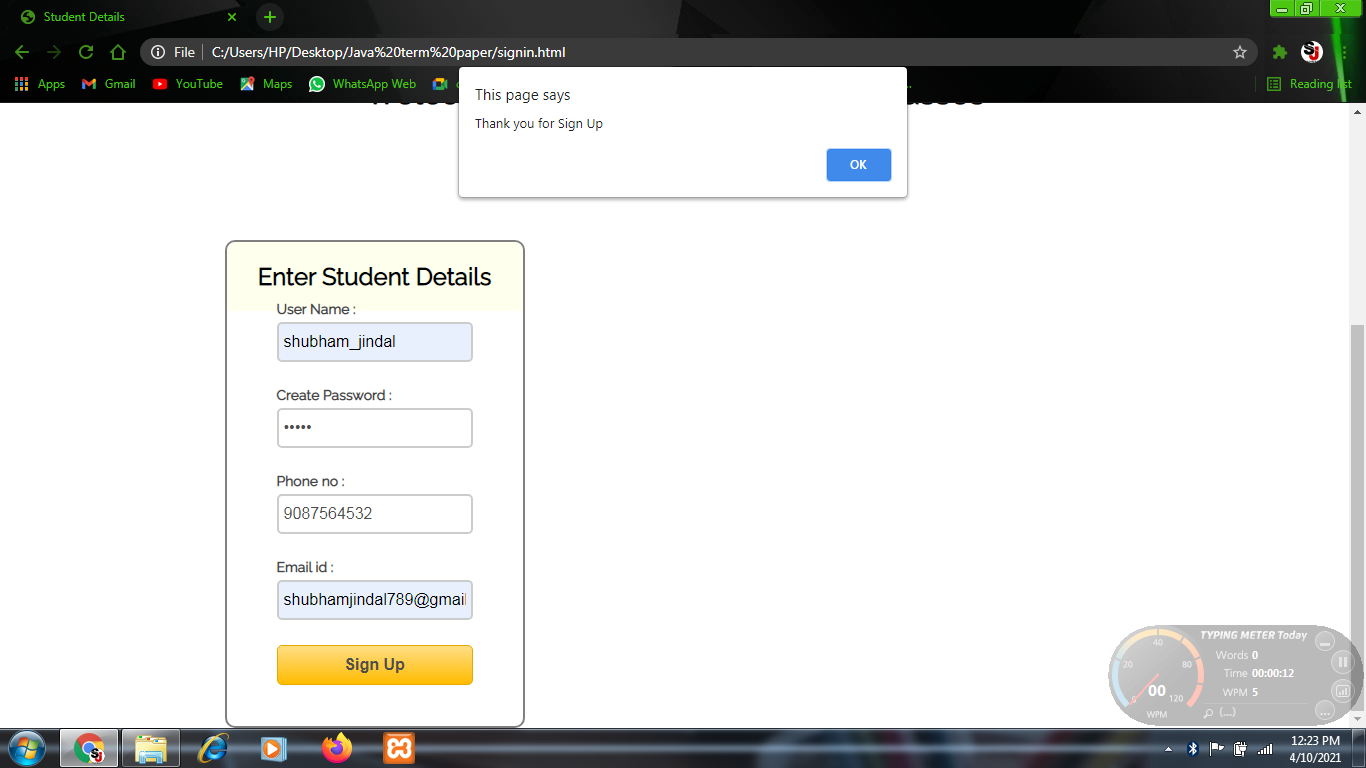 Student Details
File
C:/Users/HP/Desktop/Java%20term%20paper/signin.html
Apps
Gmail
YouTube
Maps
WhatsApp Web
Reading list
This page says
Thank you for Sign Up
OK
Enter Student Details
User Name :
shubham_jindal
Create Password :
•••••
Phone no :
9087564532
Email id :
shubhamjindal789@gmail
Sign Up
TYPING METER Today
Words 0
Time 00:00:12
WPM 5
(...)
20
40
80
120
00
WPM
12:23 PM
4/10/2021